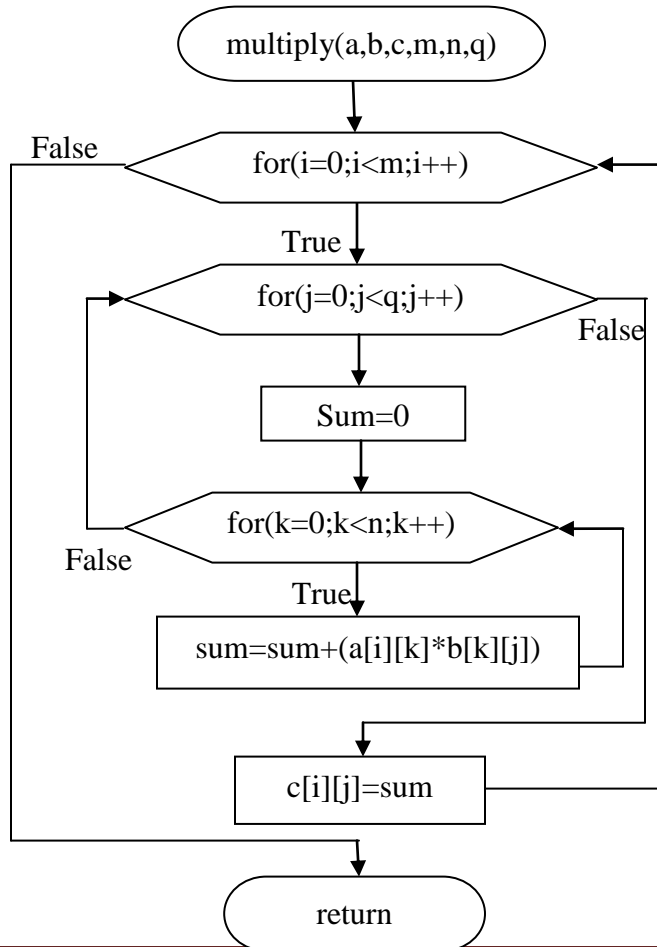 multiply(a,b,c,m,n,q)
False
for(i=0;i<m;i++)
True
for(j=0;j<q;j++)
False
Sum=0
for(k=0;k<n;k++)
False
True
sum=sum+(a[i][k]*b[k][j])
c[i][j]=sum
return